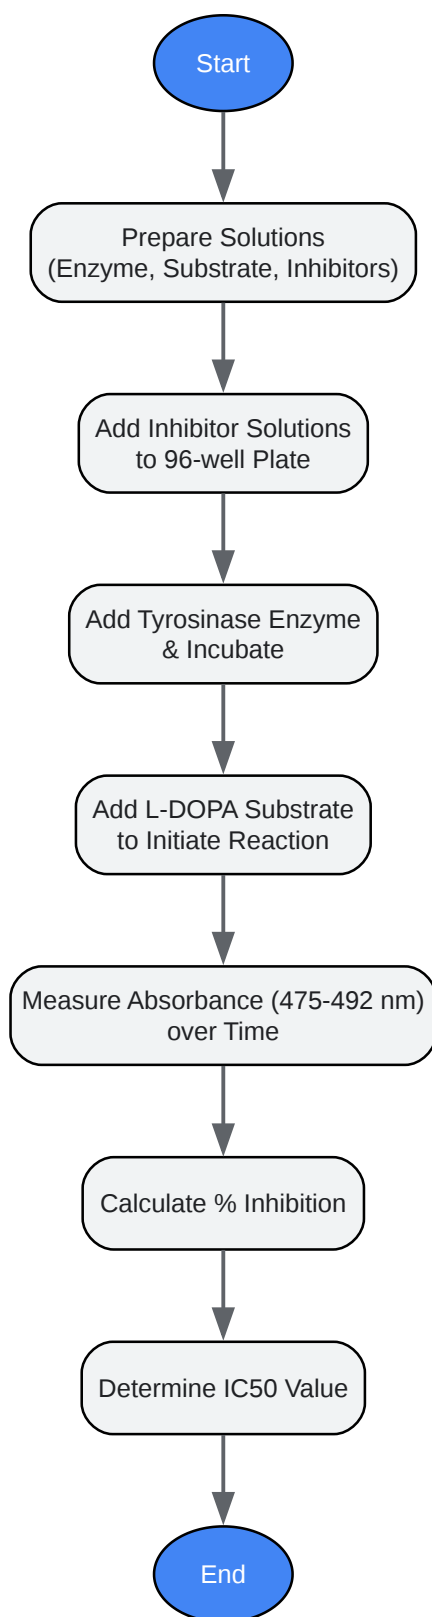 Start
Prepare Solutions
(Enzyme, Substrate, Inhibitors)
Add Inhibitor Solutions
to 96-well Plate
Add Tyrosinase Enzyme
& Incubate
Add L-DOPA Substrate
to Initiate Reaction
Measure Absorbance (475-492 nm)
over Time
Calculate % Inhibition
Determine IC50 Value
End